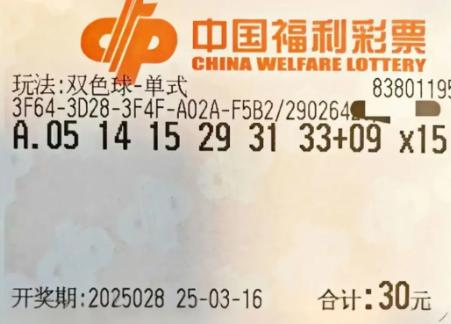 中国福利彩票
CHINA WELFARE LOTTERY
玩法:双色球-单式 83801195
3F64-3D28-3F4F-A02A-F5B2/290264
A.05 14 15 29 31 33+09 x15
开奖期:2025028 25-03-16 合计:30元